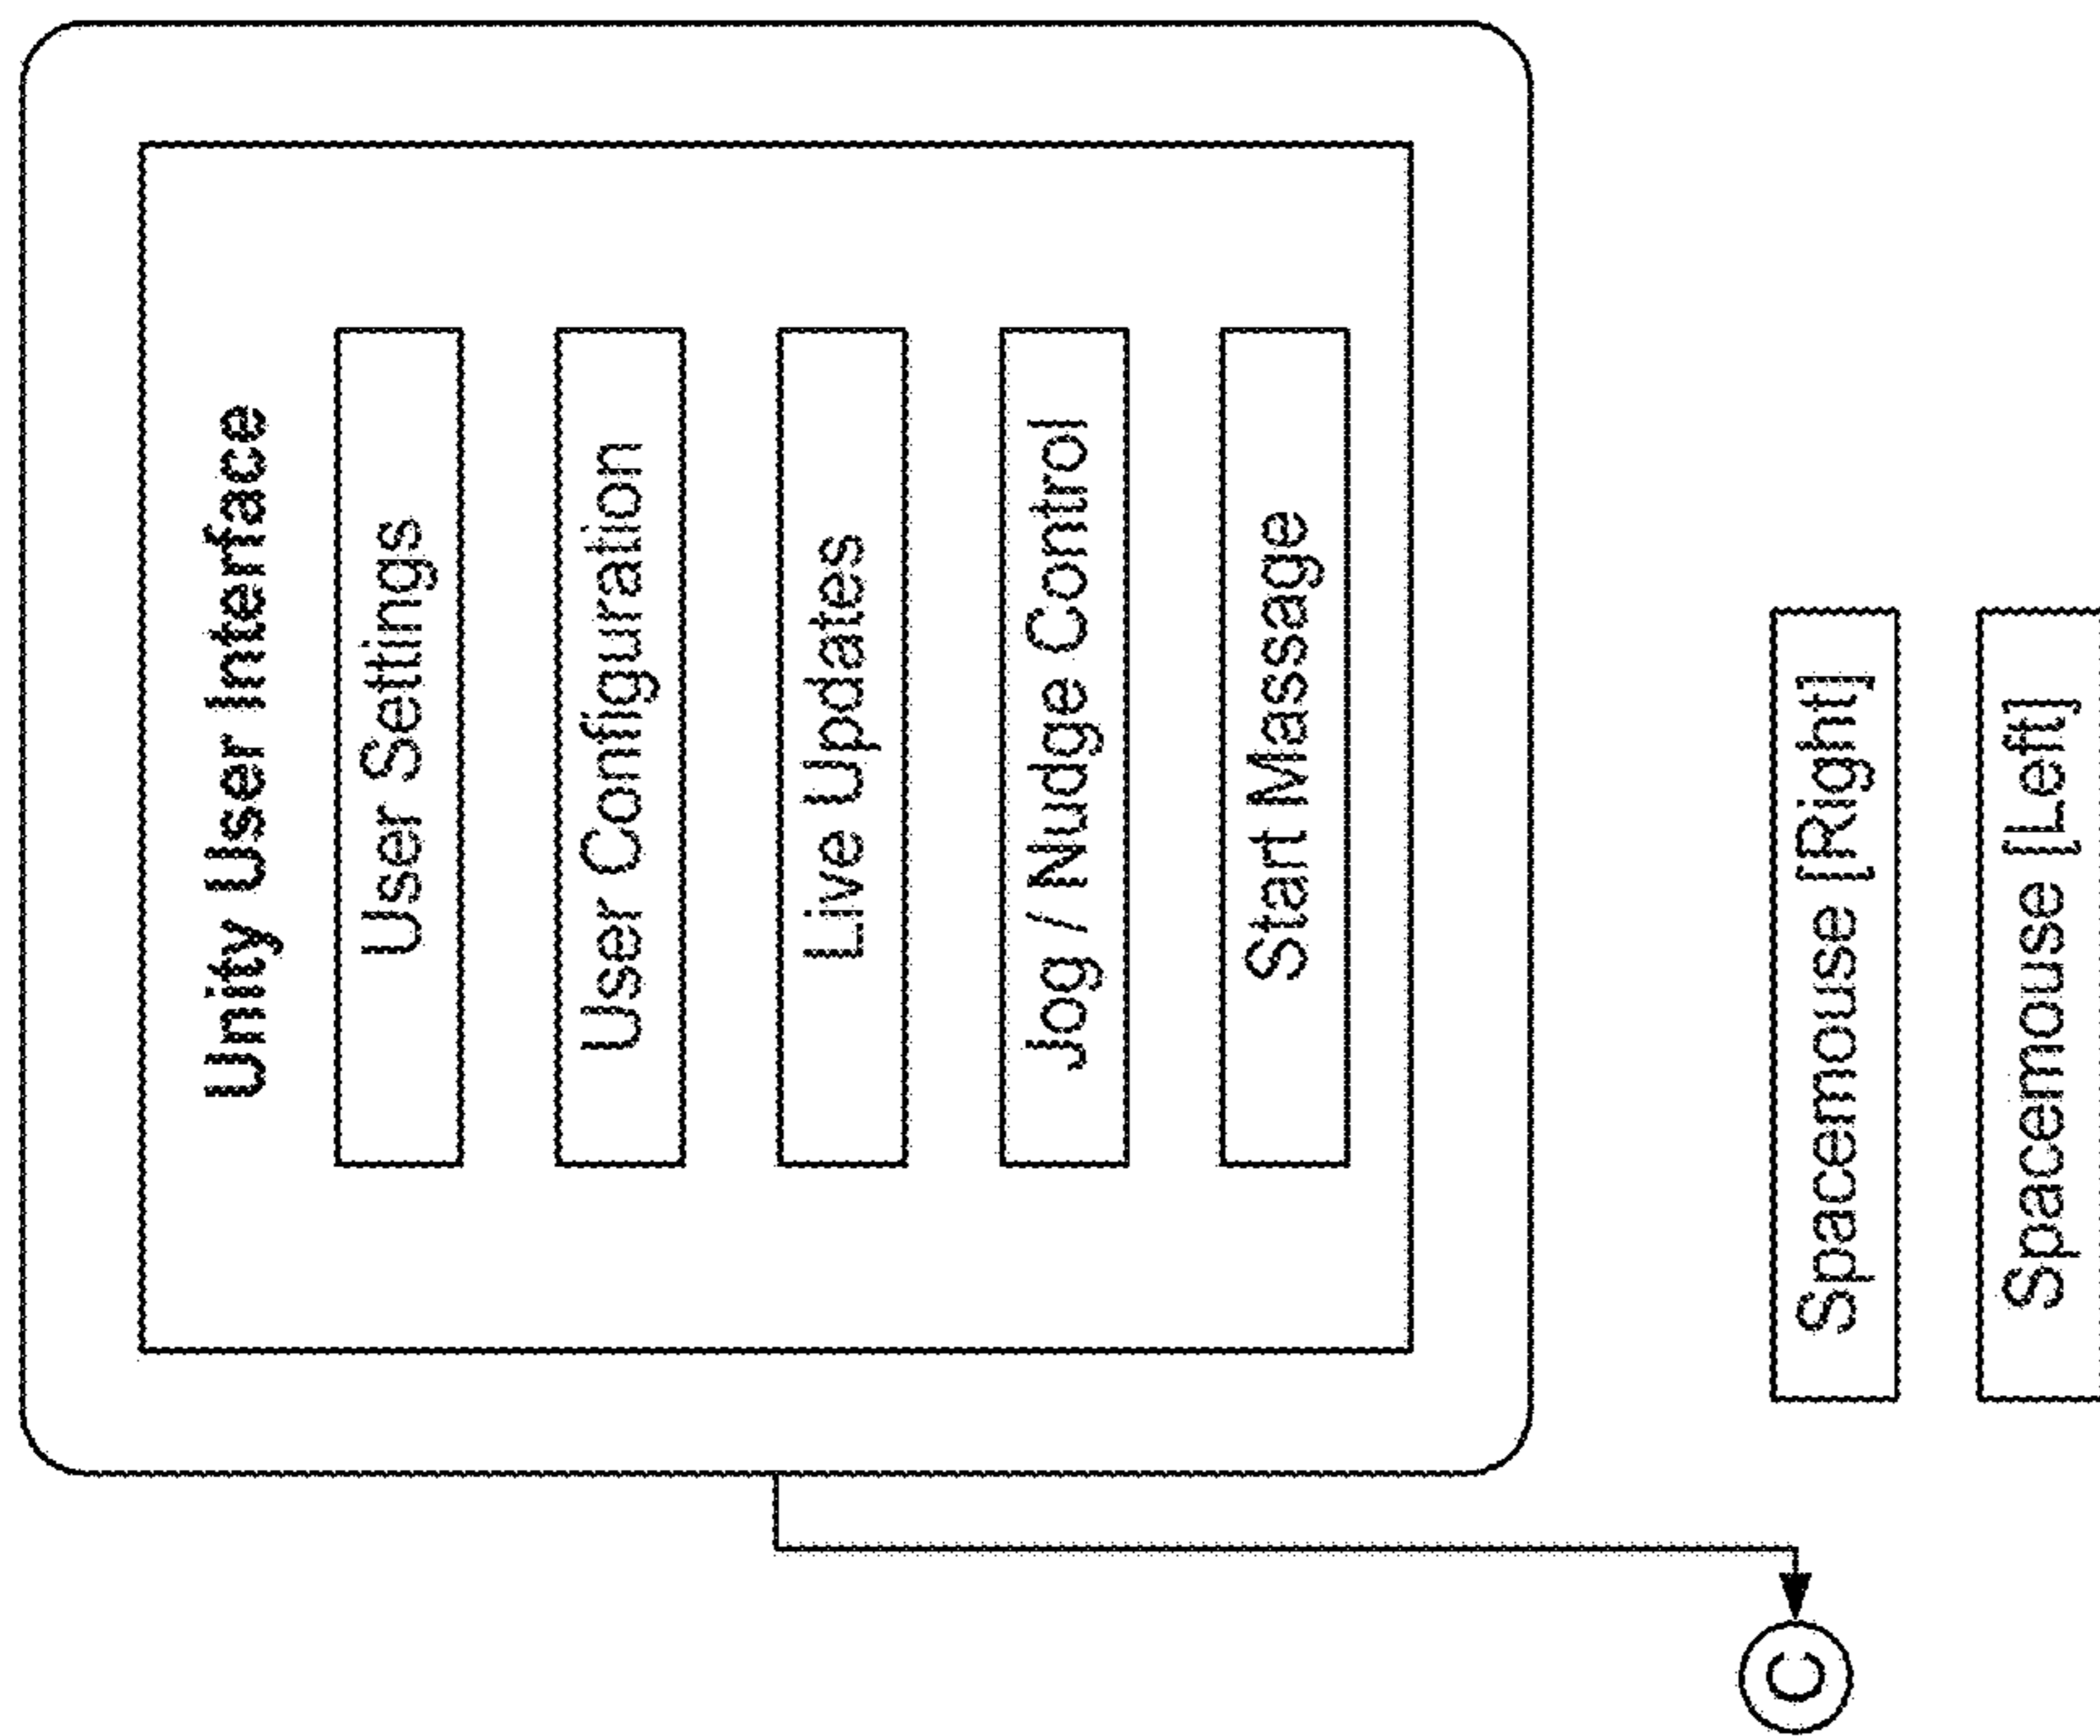 Unity User Interface
User Settings
User Configuration
Live Updates
Jog / Nudge Control
Start Massage
Spacemouse [Right]
Spacemouse [Left]
C